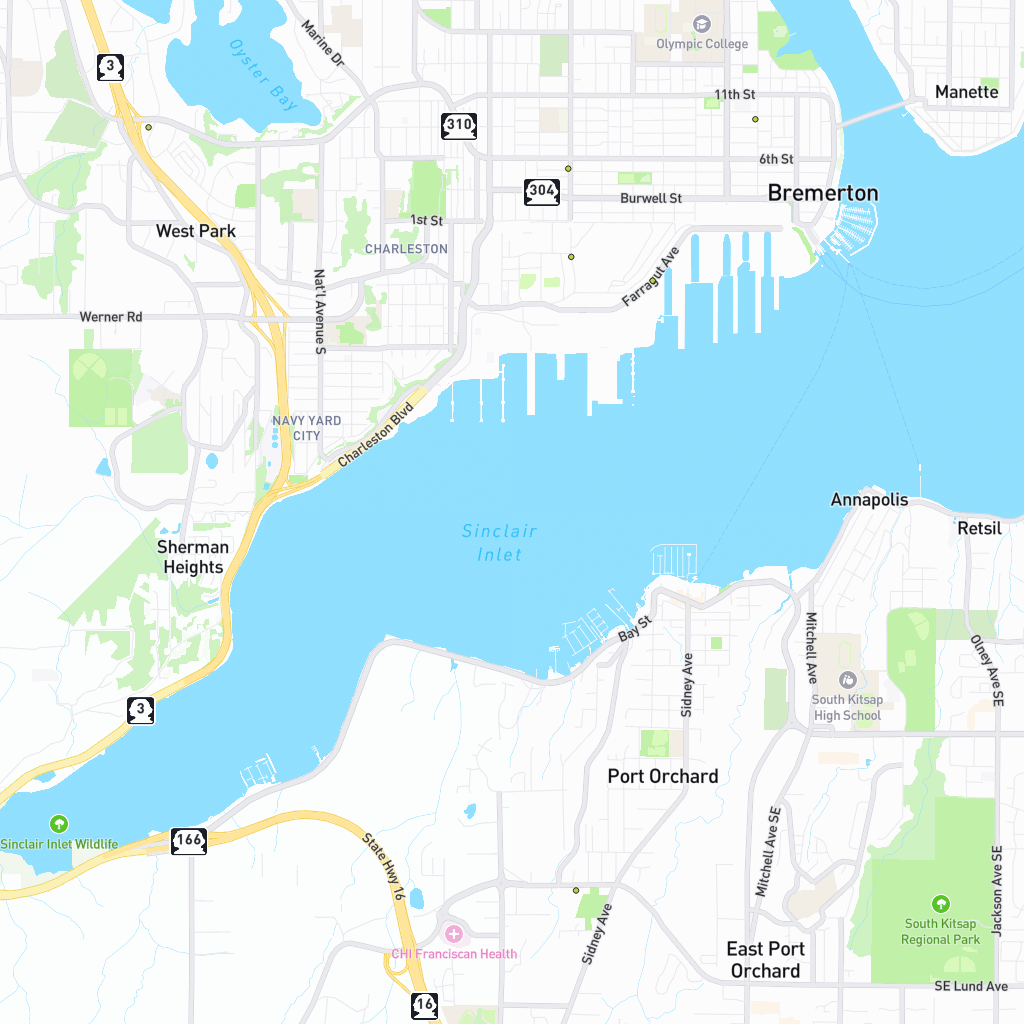 Marine Dr
Olympic College
3
Oyster Bay
Manette
11th St
310
6th St
304
Burwell St
Bremerton
1st St
West Park
CHARLESTON
Farragut Ave
Nat'l Avenue S
Werner Rd
NAVY YARD
CITY
Charleston Blvd
Annapolis
Retsil
Sinclair
Inlet
Sherman
Heights
Bay St
Mitchell Ave
Olney Ave SE
Sidney Ave
South Kitsap
High School
3
Port Orchard
Sinclair Inlet Wildlife
166
State Hwy 16
Mitchell Ave SE
Jackson Ave SE
South Kitsap
Regional Park
Sidney Ave
CHI Franciscan Health
East Port
Orchard
SE Lund Ave
16